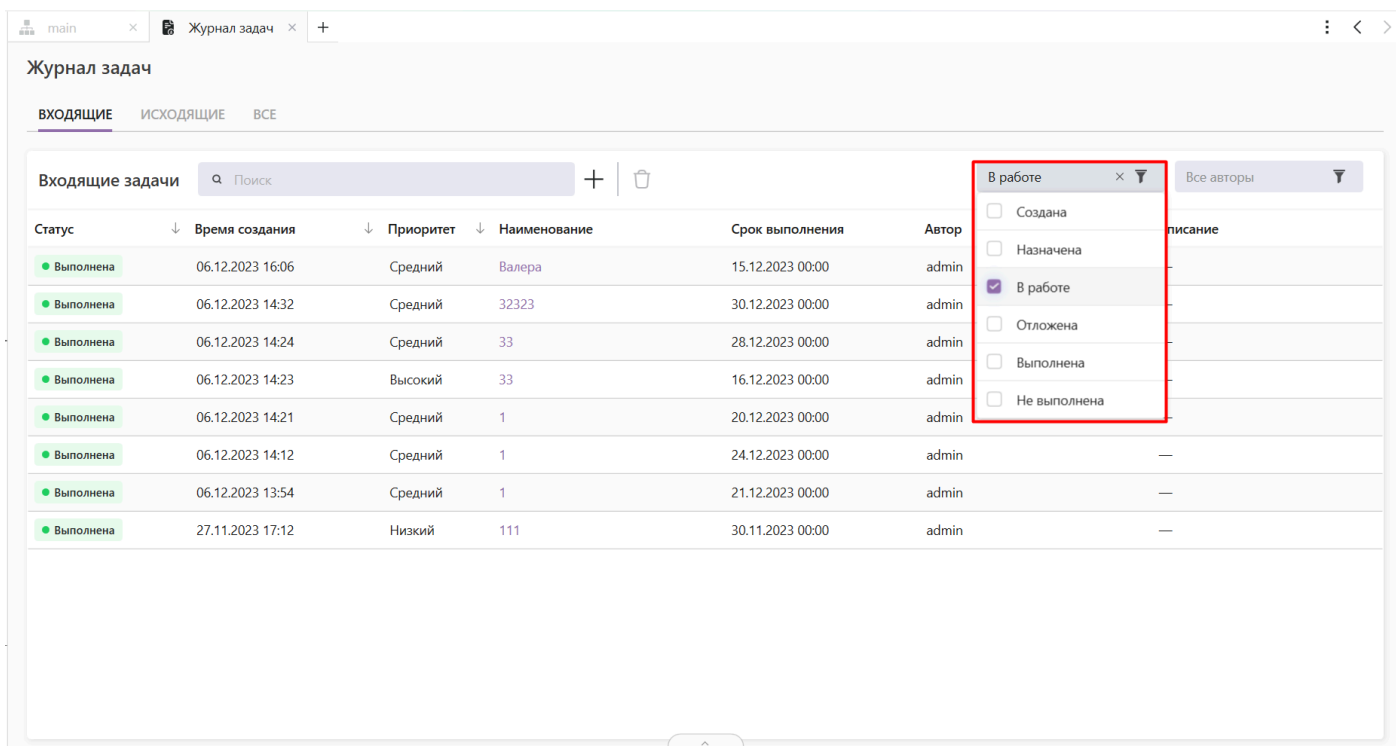 main
Журнал задач
Журнал задач
ВХОДЯЩИЕ ИСХОДЯЩИЕ ВСЕ
Входящие задачи Поиск В работе Все авторы
Статус Время создания Приоритет Наименование Срок выполнения Автор писание
Выполнена 06.12.2023 16:06 Средний Валера 15.12.2023 00:00 admin —
Выполнена 06.12.2023 14:32 Средний 32323 30.12.2023 00:00 admin —
Выполнена 06.12.2023 14:24 Средний 33 28.12.2023 00:00 admin —
Выполнена 06.12.2023 14:23 Высокий 33 16.12.2023 00:00 admin —
Выполнена 06.12.2023 14:21 Средний 1 20.12.2023 00:00 admin —
Выполнена 06.12.2023 14:12 Средний 1 24.12.2023 00:00 admin —
Выполнена 06.12.2023 13:54 Средний 1 21.12.2023 00:00 admin —
Выполнена 27.11.2023 17:12 Низкий 111 30.11.2023 00:00 admin —
Создана
Назначена
В работе
Отложена
Выполнена
Не выполнена